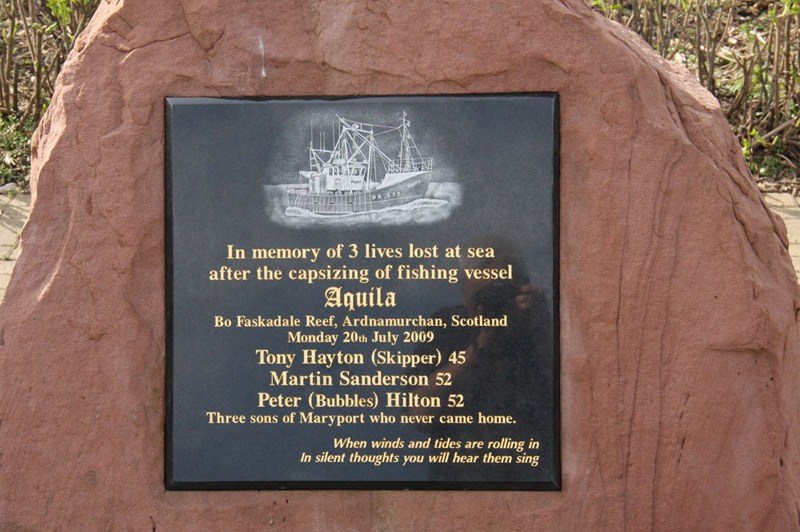 BA 379
In memory of 3 lives lost at sea
after the capsizing of fishing vessel
Aquila
Bo Faskadale Reef, Ardnamurchan, Scotland
Monday 20th July 2009
Tony Hayton (Skipper) 45
Martin Sanderson 52
Peter (Bubbles) Hilton 52
Three sons of Maryport who never came home.
When winds and tides are rolling in
In silent thoughts you will hear them sing